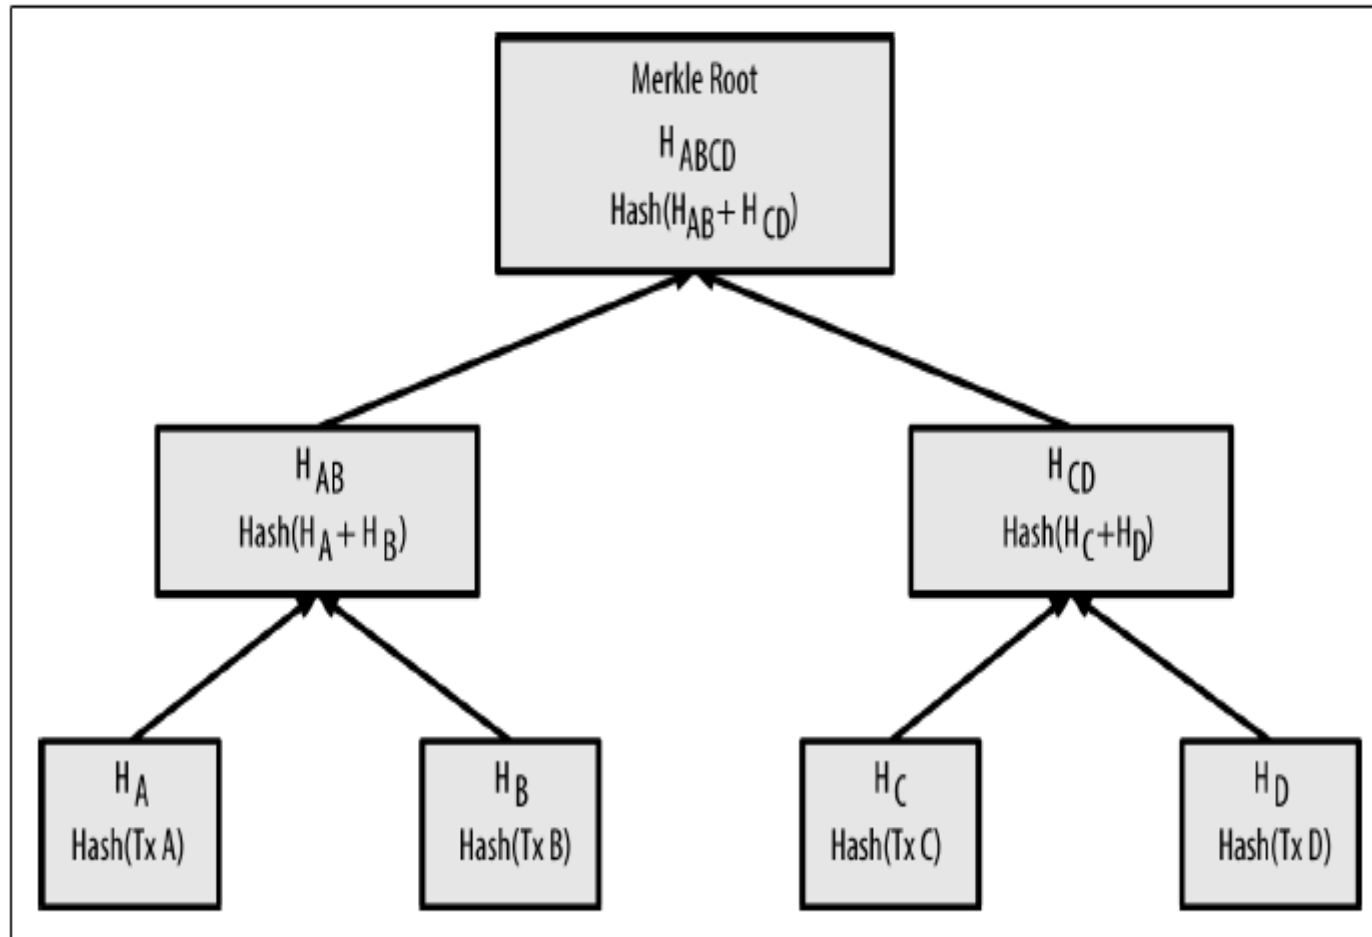 Merkle Root
H ABCD
Hash(H AB + H CD)
H AB
Hash(H A + H B)
H CD
Hash(H C+H D)
H A
Hash(Tx A)
H B
Hash(Tx B)
H C
Hash(Tx C)
H D
Hash(Tx D)